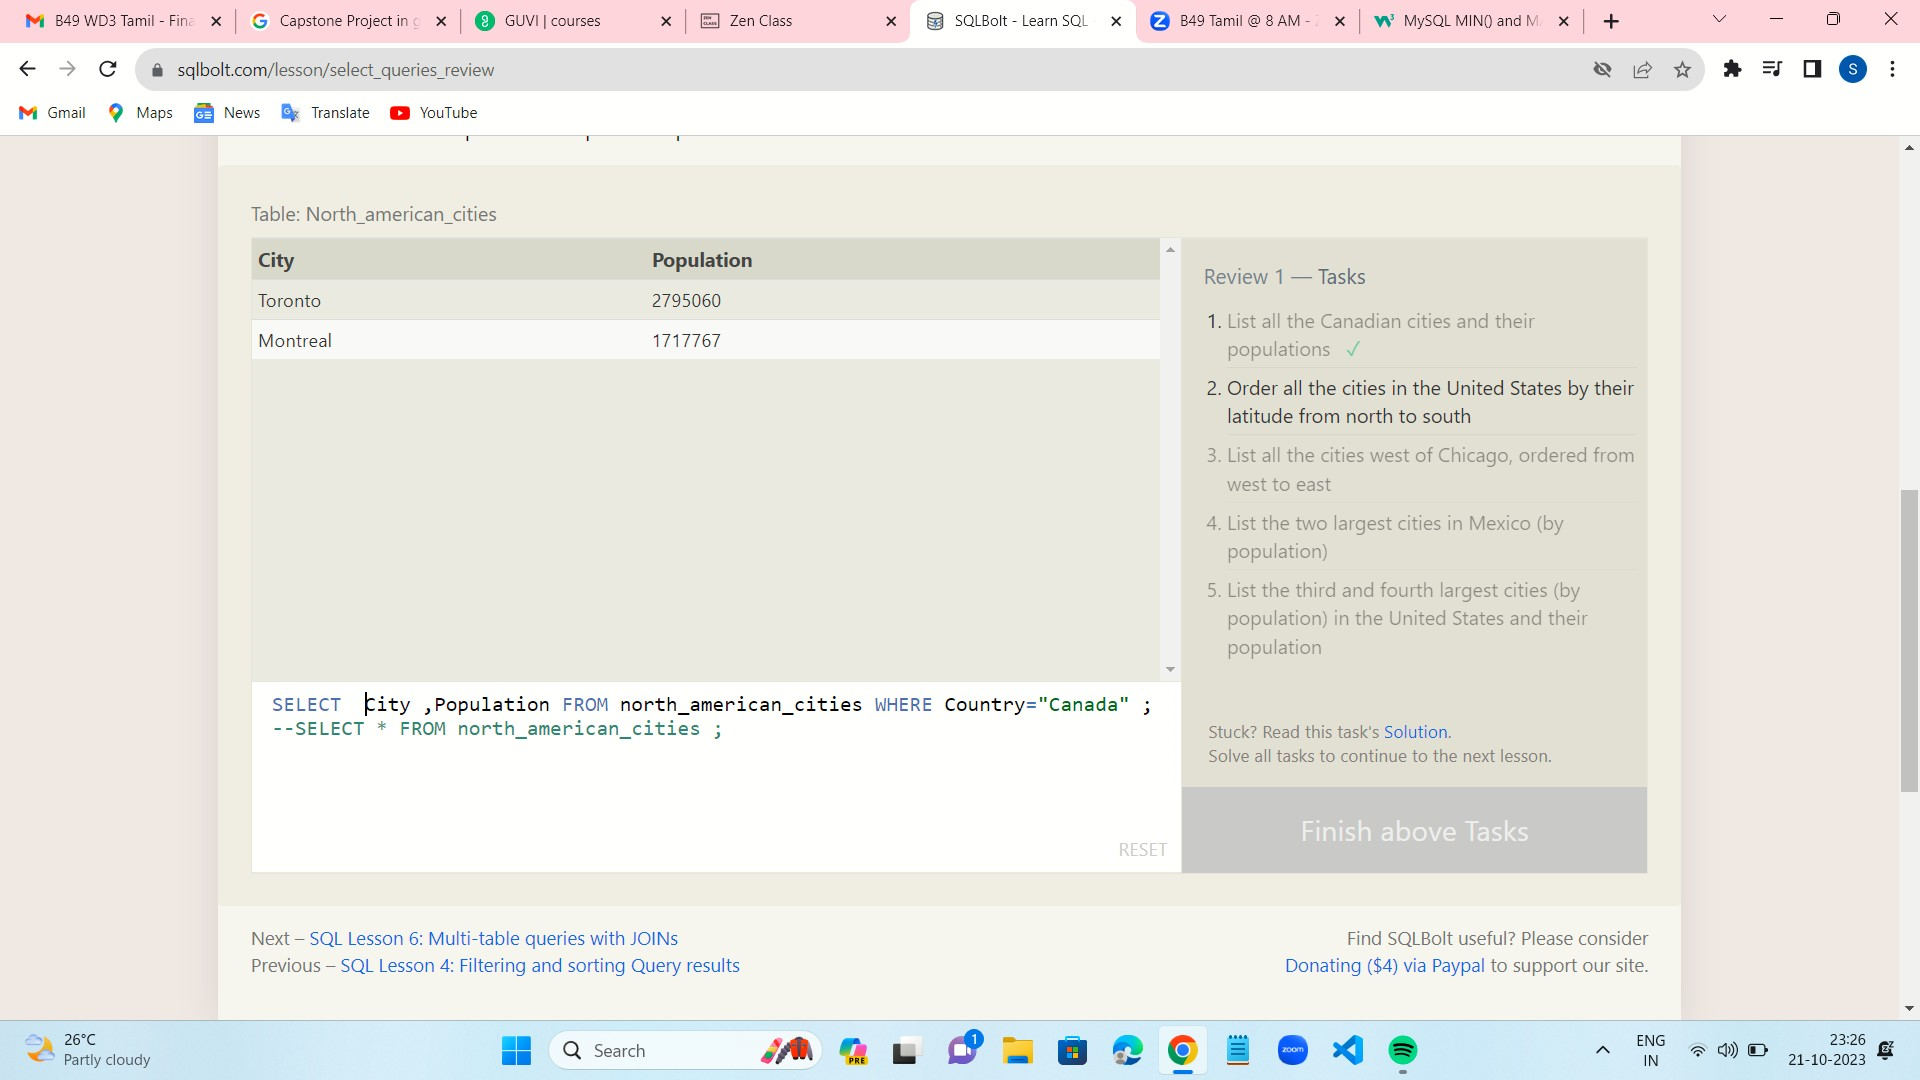 B49 WD3 Tamil - Fina
Capstone Project in g
GUVI | courses
Zen Class
SQLBolt - Learn SQL
B49 Tamil @ 8 AM -
MySQL MIN() and M
sqlbolt.com/lesson/select_queries_review
S
Gmail
Maps
News
Translate
YouTube
Table: North_american_cities
City Population
Toronto 2795060
Montreal 1717767
SELECT  City ,Population FROM north_american_cities WHERE Country="Canada" ;
--SELECT * FROM north_american_cities ;
RESET
Review 1 — Tasks
1. List all the Canadian cities and their
populations ✓
2. Order all the cities in the United States by their
latitude from north to south
3. List all the cities west of Chicago, ordered from
west to east
4. List the two largest cities in Mexico (by
population)
5. List the third and fourth largest cities (by
population) in the United States and their
population
Stuck? Read this task's Solution.
Solve all tasks to continue to the next lesson.
Finish above Tasks
Next – SQL Lesson 6: Multi-table queries with JOINs
Previous – SQL Lesson 4: Filtering and sorting Query results
Find SQLBolt useful? Please consider
Donating ($4) via Paypal to support our site.
26°C
Partly cloudy
Search
PRE
1
zoom
ENG
IN
23:26
21-10-2023